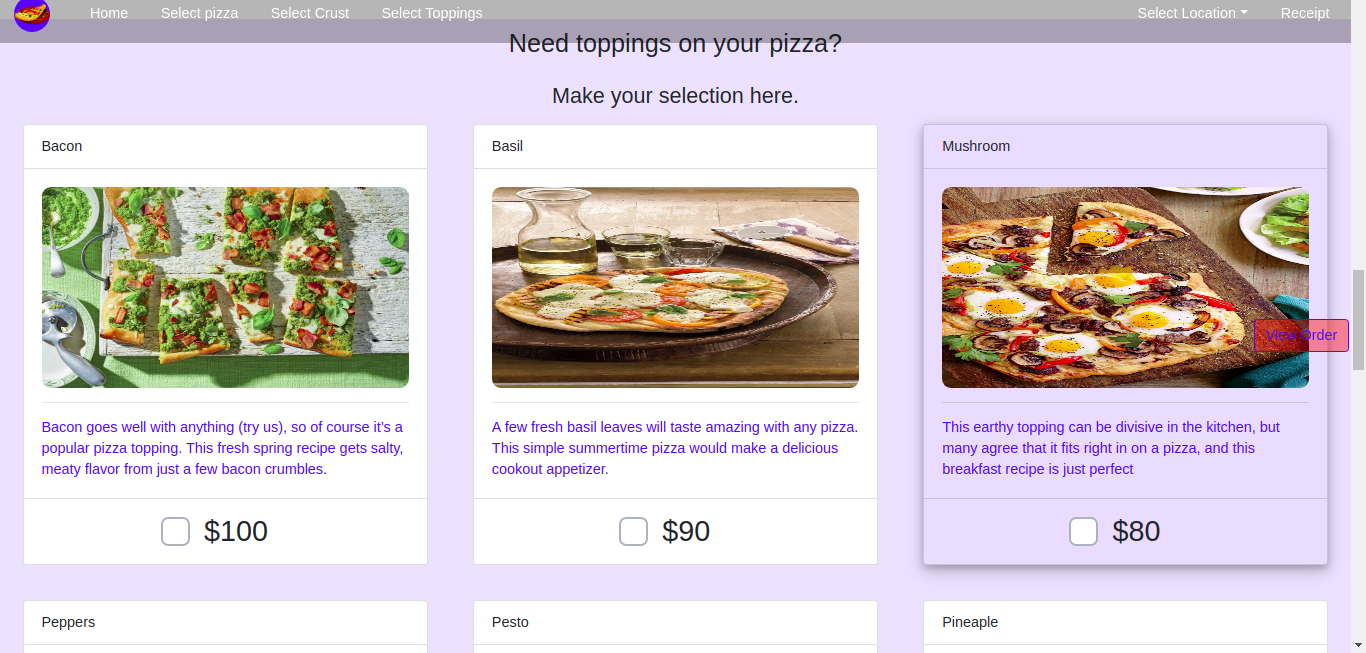 Home Select pizza Select Crust Select Toppings Select Location Receipt
Need toppings on your pizza?
Make your selection here.
Bacon
Basil
Mushroom
View Order
Bacon goes well with anything (try us), so of course it's a
popular pizza topping. This fresh spring recipe gets salty,
meaty flavor from just a few bacon crumbles.
A few fresh basil leaves will taste amazing with any pizza.
This simple summertime pizza would make a delicious
cookout appetizer.
This earthy topping can be divisive in the kitchen, but
many agree that it fits right in on a pizza, and this
breakfast recipe is just perfect
$100
$90
$80
Peppers
Pesto
Pineaple